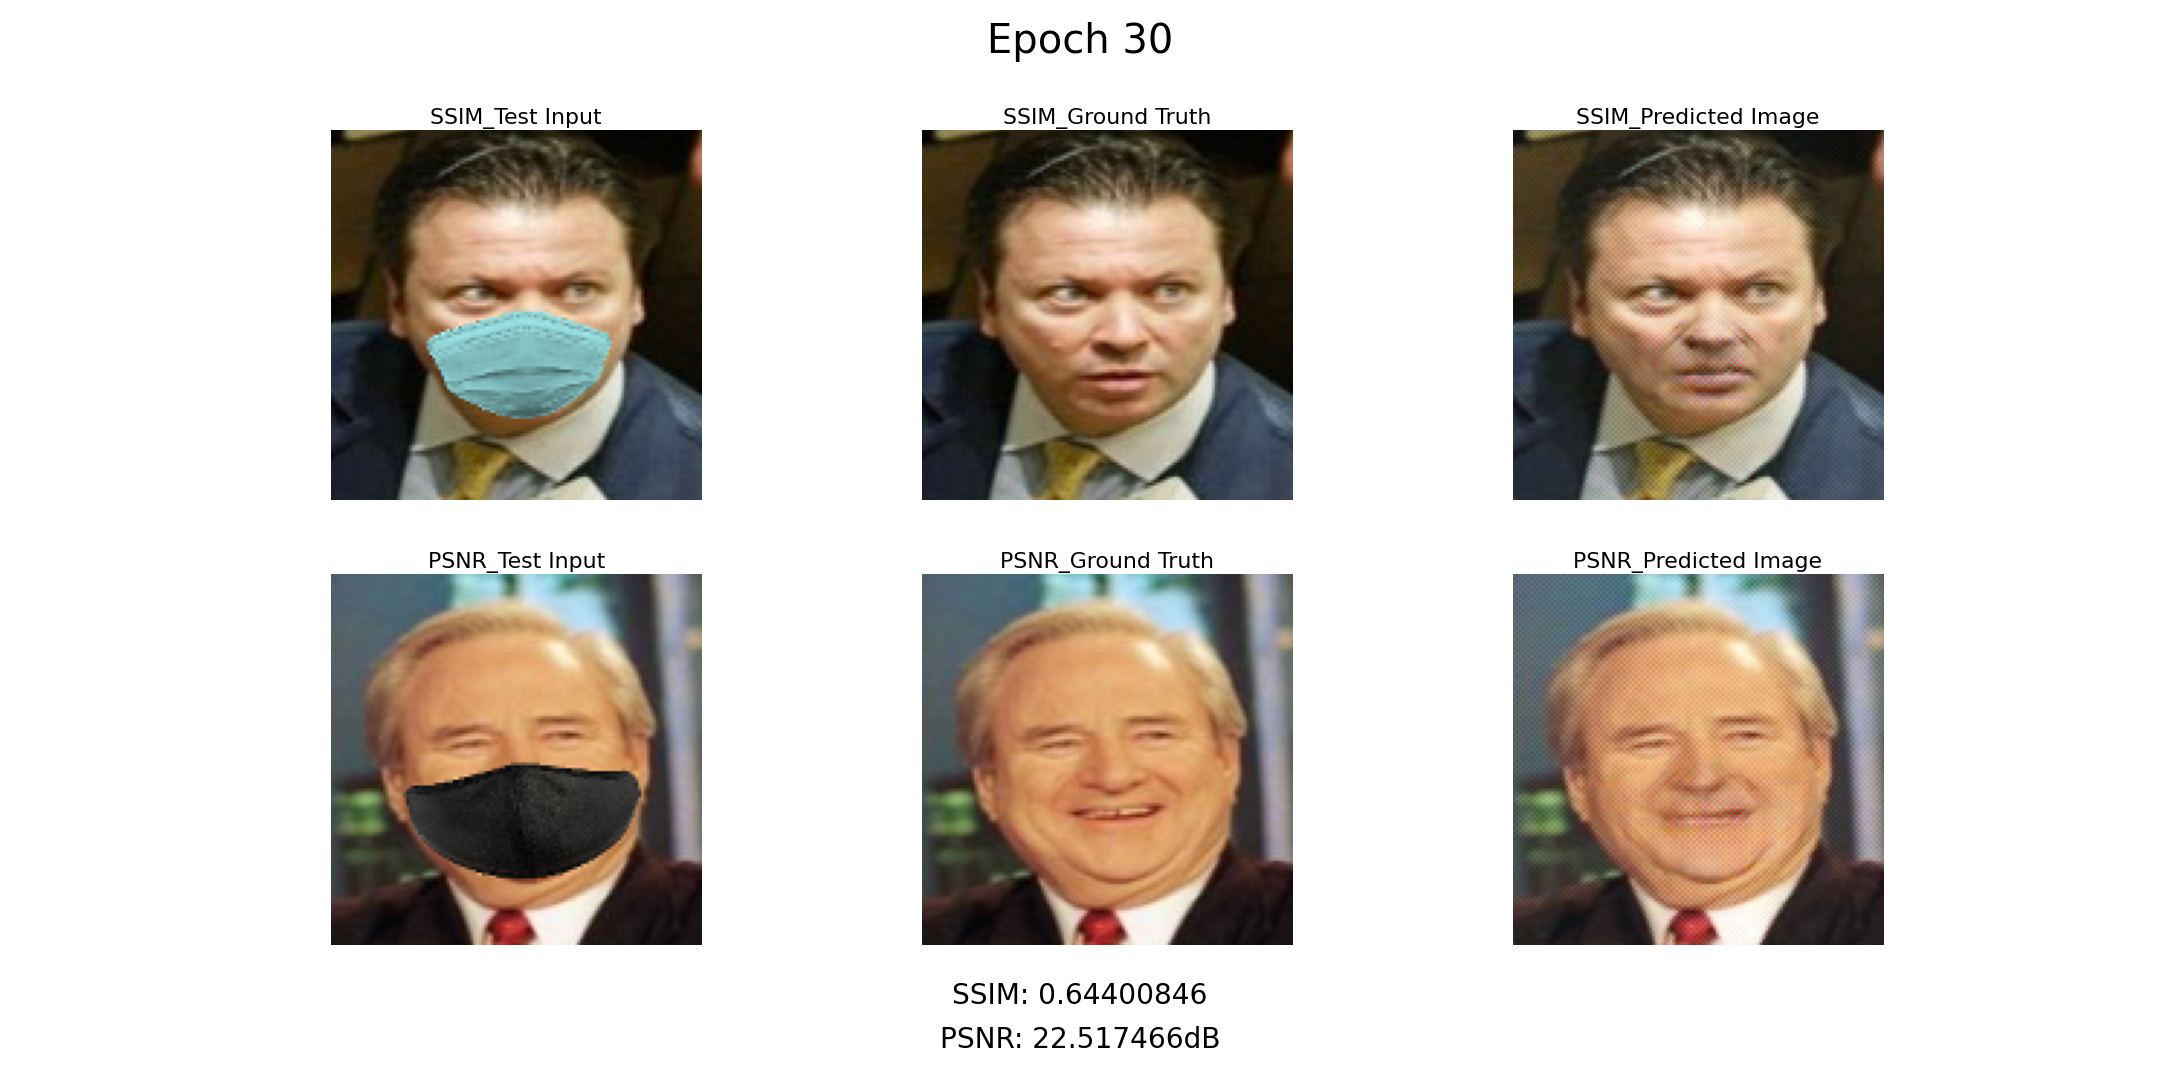 Epoch 30
SSIM_Test Input
SSIM_Ground Truth
SSIM_Predicted Image
PSNR_Test Input
PSNR_Ground Truth
PSNR_Predicted Image
SSIM: 0.64400846
PSNR: 22.517466dB